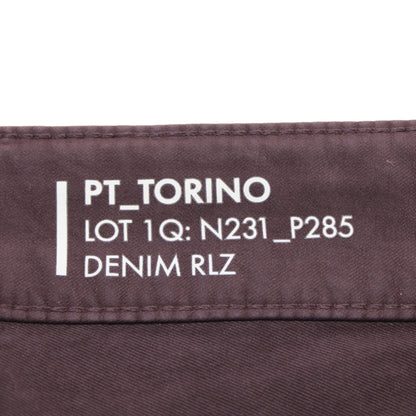 PT_TORINO
LOT 1Q: N231_P285
DENIM RLZ